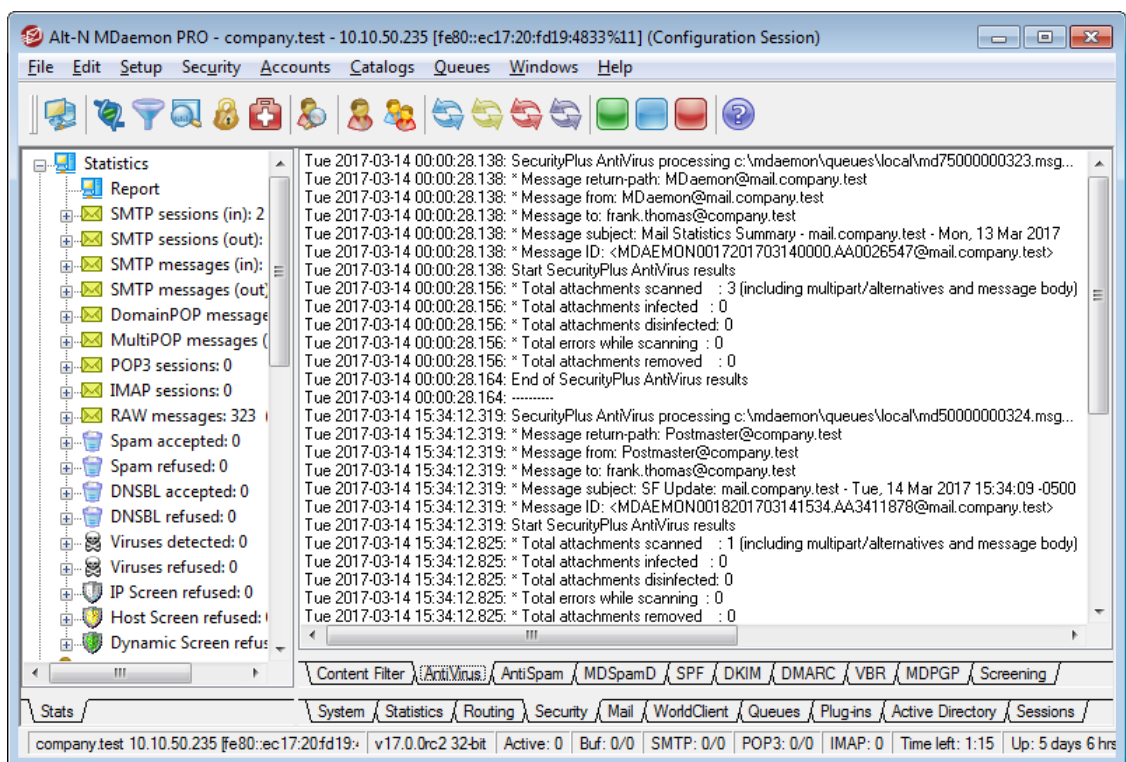 Alt-N MDaemon PRO - company.test - 10.10.50.235 [fe80::ec17:20:fd19:4833%11] (Configuration Session)
File Edit Setup Security Accounts Catalogs Queues Windows Help
Statistics
Report
SMTP sessions (in): 2
SMTP sessions (out):
SMTP messages (in):
SMTP messages (out)
DomainPOP message
MultiPOP messages (
POP3 sessions: 0
IMAP sessions: 0
RAW messages: 323 (
Spam accepted: 0
Spam refused: 0
DNSBL accepted: 0
DNSBL refused: 0
Viruses detected: 0
Viruses refused: 0
IP Screen refused: 0
Host Screen refused:
Dynamic Screen refus
Stats
Tue 2017-03-14 00:00:28.138: SecurityPlus AntiVirus processing c:\mdaemon\queues\local\md75000000323.msg...
Tue 2017-03-14 00:00:28.138: * Message return-path: MDaemon@mail.company.test
Tue 2017-03-14 00:00:28.138: * Message from: MDaemon@mail.company.test
Tue 2017-03-14 00:00:28.138: * Message to: frank.thomas@company.test
Tue 2017-03-14 00:00:28.138: * Message subject: Mail Statistics Summary - mail.company.test - Mon, 13 Mar 2017
Tue 2017-03-14 00:00:28.138: * Message ID: <MDAEMON0017201703140000.AA0026547@mail.company.test>
Tue 2017-03-14 00:00:28.138: Start SecurityPlus AntiVirus results
Tue 2017-03-14 00:00:28.156: * Total attachments scanned : 3 (including multipart/alternatives and message body)
Tue 2017-03-14 00:00:28.156: * Total attachments infected : 0
Tue 2017-03-14 00:00:28.156: * Total attachments disinfected: 0
Tue 2017-03-14 00:00:28.156: * Total errors while scanning : 0
Tue 2017-03-14 00:00:28.156: * Total attachments removed : 0
Tue 2017-03-14 00:00:28.164: End of SecurityPlus AntiVirus results
Tue 2017-03-14 00:00:28.164: ----------
Tue 2017-03-14 15:34:12.319: SecurityPlus AntiVirus processing c:\mdaemon\queues\local\md50000000324.msg...
Tue 2017-03-14 15:34:12.319: * Message return-path: Postmaster@company.test
Tue 2017-03-14 15:34:12.319: * Message from: Postmaster@company.test
Tue 2017-03-14 15:34:12.319: * Message to: frank.thomas@company.test
Tue 2017-03-14 15:34:12.319: * Message subject: SF Update: mail.company.test - Tue, 14 Mar 2017 15:34:09 -0500
Tue 2017-03-14 15:34:12.319: * Message ID: <MDAEMON0018201703141534.AA3411878@mail.company.test>
Tue 2017-03-14 15:34:12.319: Start SecurityPlus AntiVirus results
Tue 2017-03-14 15:34:12.825: * Total attachments scanned : 1 (including multipart/alternatives and message body)
Tue 2017-03-14 15:34:12.825: * Total attachments infected : 0
Tue 2017-03-14 15:34:12.825: * Total attachments disinfected: 0
Tue 2017-03-14 15:34:12.825: * Total errors while scanning : 0
Tue 2017-03-14 15:34:12.825: * Total attachments removed : 0
Content Filter AntiVirus AntiSpam MDSpamD SPF DKIM DMARC VBR MDPGP Screening
System Statistics Routing Security Mail WorldClient Queues Plug-ins Active Directory Sessions
company.test 10.10.50.235 [fe80::ec17:20:fd19:4 v17.0.0rc2 32-bit Active: 0 Buf: 0/0 SMTP: 0/0 POP3: 0/0 IMAP: 0 Time left: 1:15 Up: 5 days 6 hrs